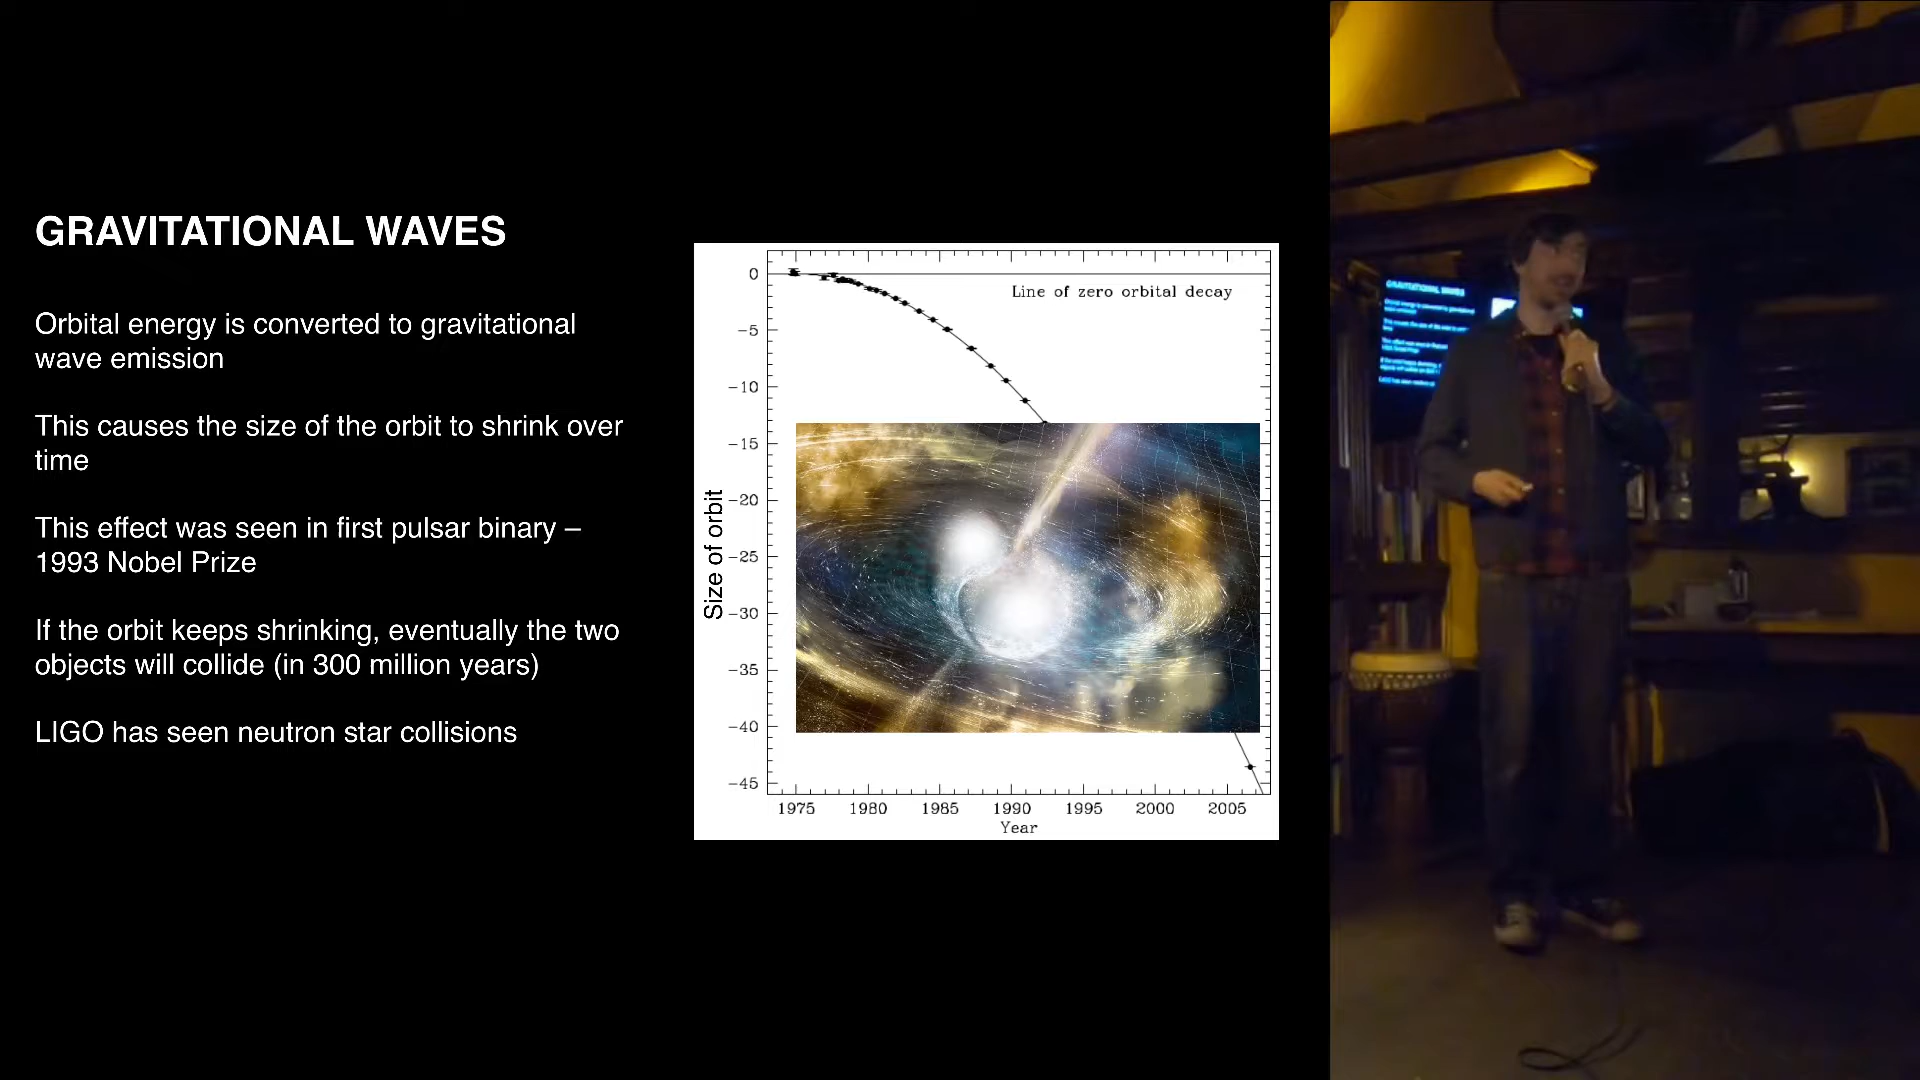 GRAVITATIONAL WAVES
Orbital energy is converted to gravitational
wave emission
This causes the size of the orbit to shrink over
time
This effect was seen in first pulsar binary –
1993 Nobel Prize
If the orbit keeps shrinking, eventually the two
objects will collide (in 300 million years)
LIGO has seen neutron star collisions
Line of zero orbital decay
Size of orbit
0
−5
−10
−15
−20
−25
−30
−35
−40
−45
1975 1980 1985 1990 1995 2000 2005
Year
GRAVITATIONAL WAVES